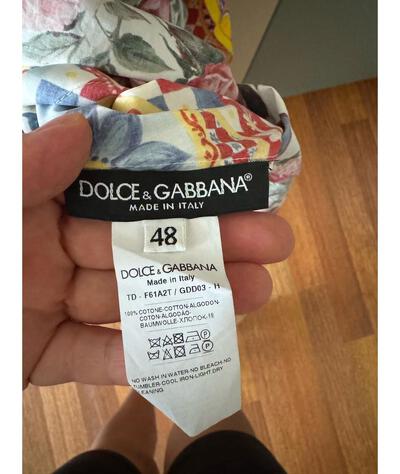 DOLCE & GABBANA®
MADE IN ITALY
48
DOLCE & GABBANA
Made in Italy
TD - F61A2T / GDD03 - H
100% COTONE-COTTON-ALGODON-
COTON-ALGODÃO-
BAUMWOLLE-ХЛОПОК-
NO WASH IN WATER-NO BLEACH-NO
TUMBLER-COOL IRON-LIGHT DRY
CLEANING